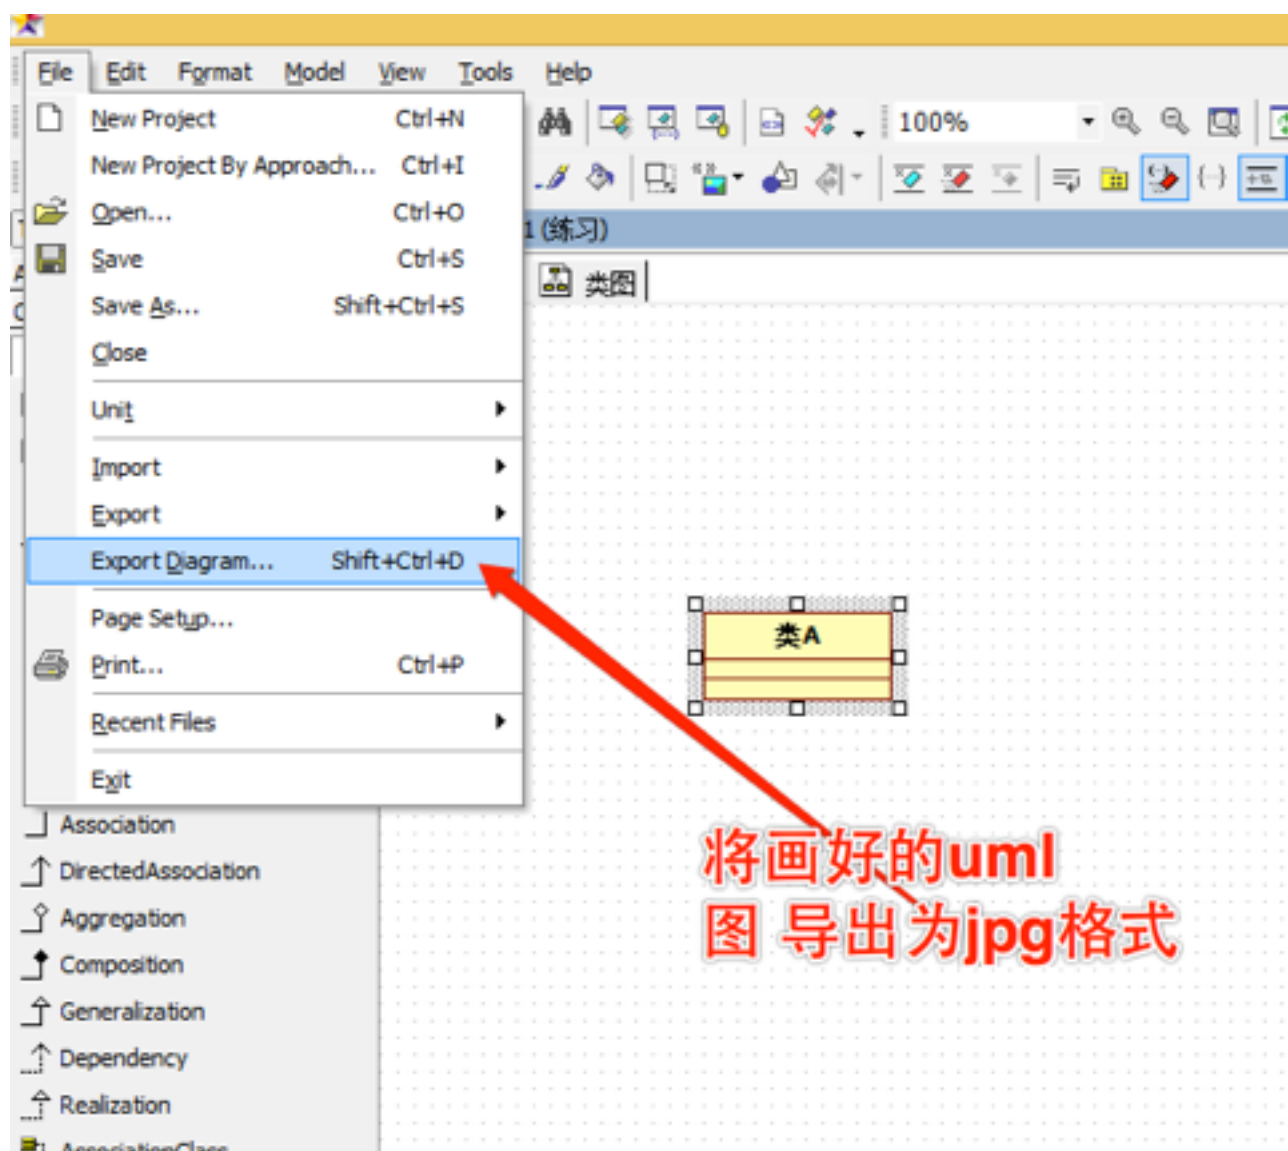 File Edit Format Model View Tools Help
New Project Ctrl+N
100%
New Project By Approach... Ctrl+I
Open... Ctrl+O
1 (练习)
Save Ctrl+S
类图
Save As... Shift+Ctrl+S
Close
Unit
Import
Export
Export Diagram... Shift+Ctrl+D
Page Setup...
类A
Print... Ctrl+P
Recent Files
Exit
Association
将画好的uml
图 导出为jpg格式
DirectedAssociation
Aggregation
Composition
Generalization
Dependency
Realization
AssociationClass